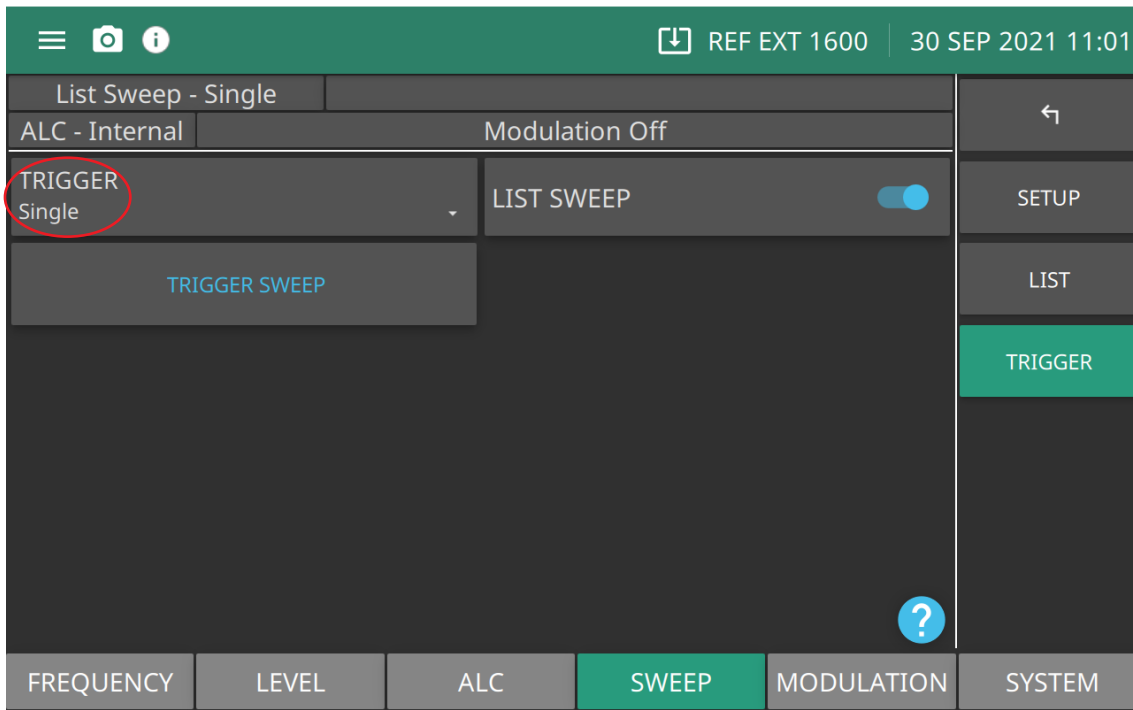 REF EXT 1600 30 SEP 2021 11:01
List Sweep - Single
ALC - Internal Modulation Off
TRIGGER
Single
LIST SWEEP
SETUP
TRIGGER SWEEP
LIST
TRIGGER
?
FREQUENCY LEVEL ALC SWEEP MODULATION SYSTEM